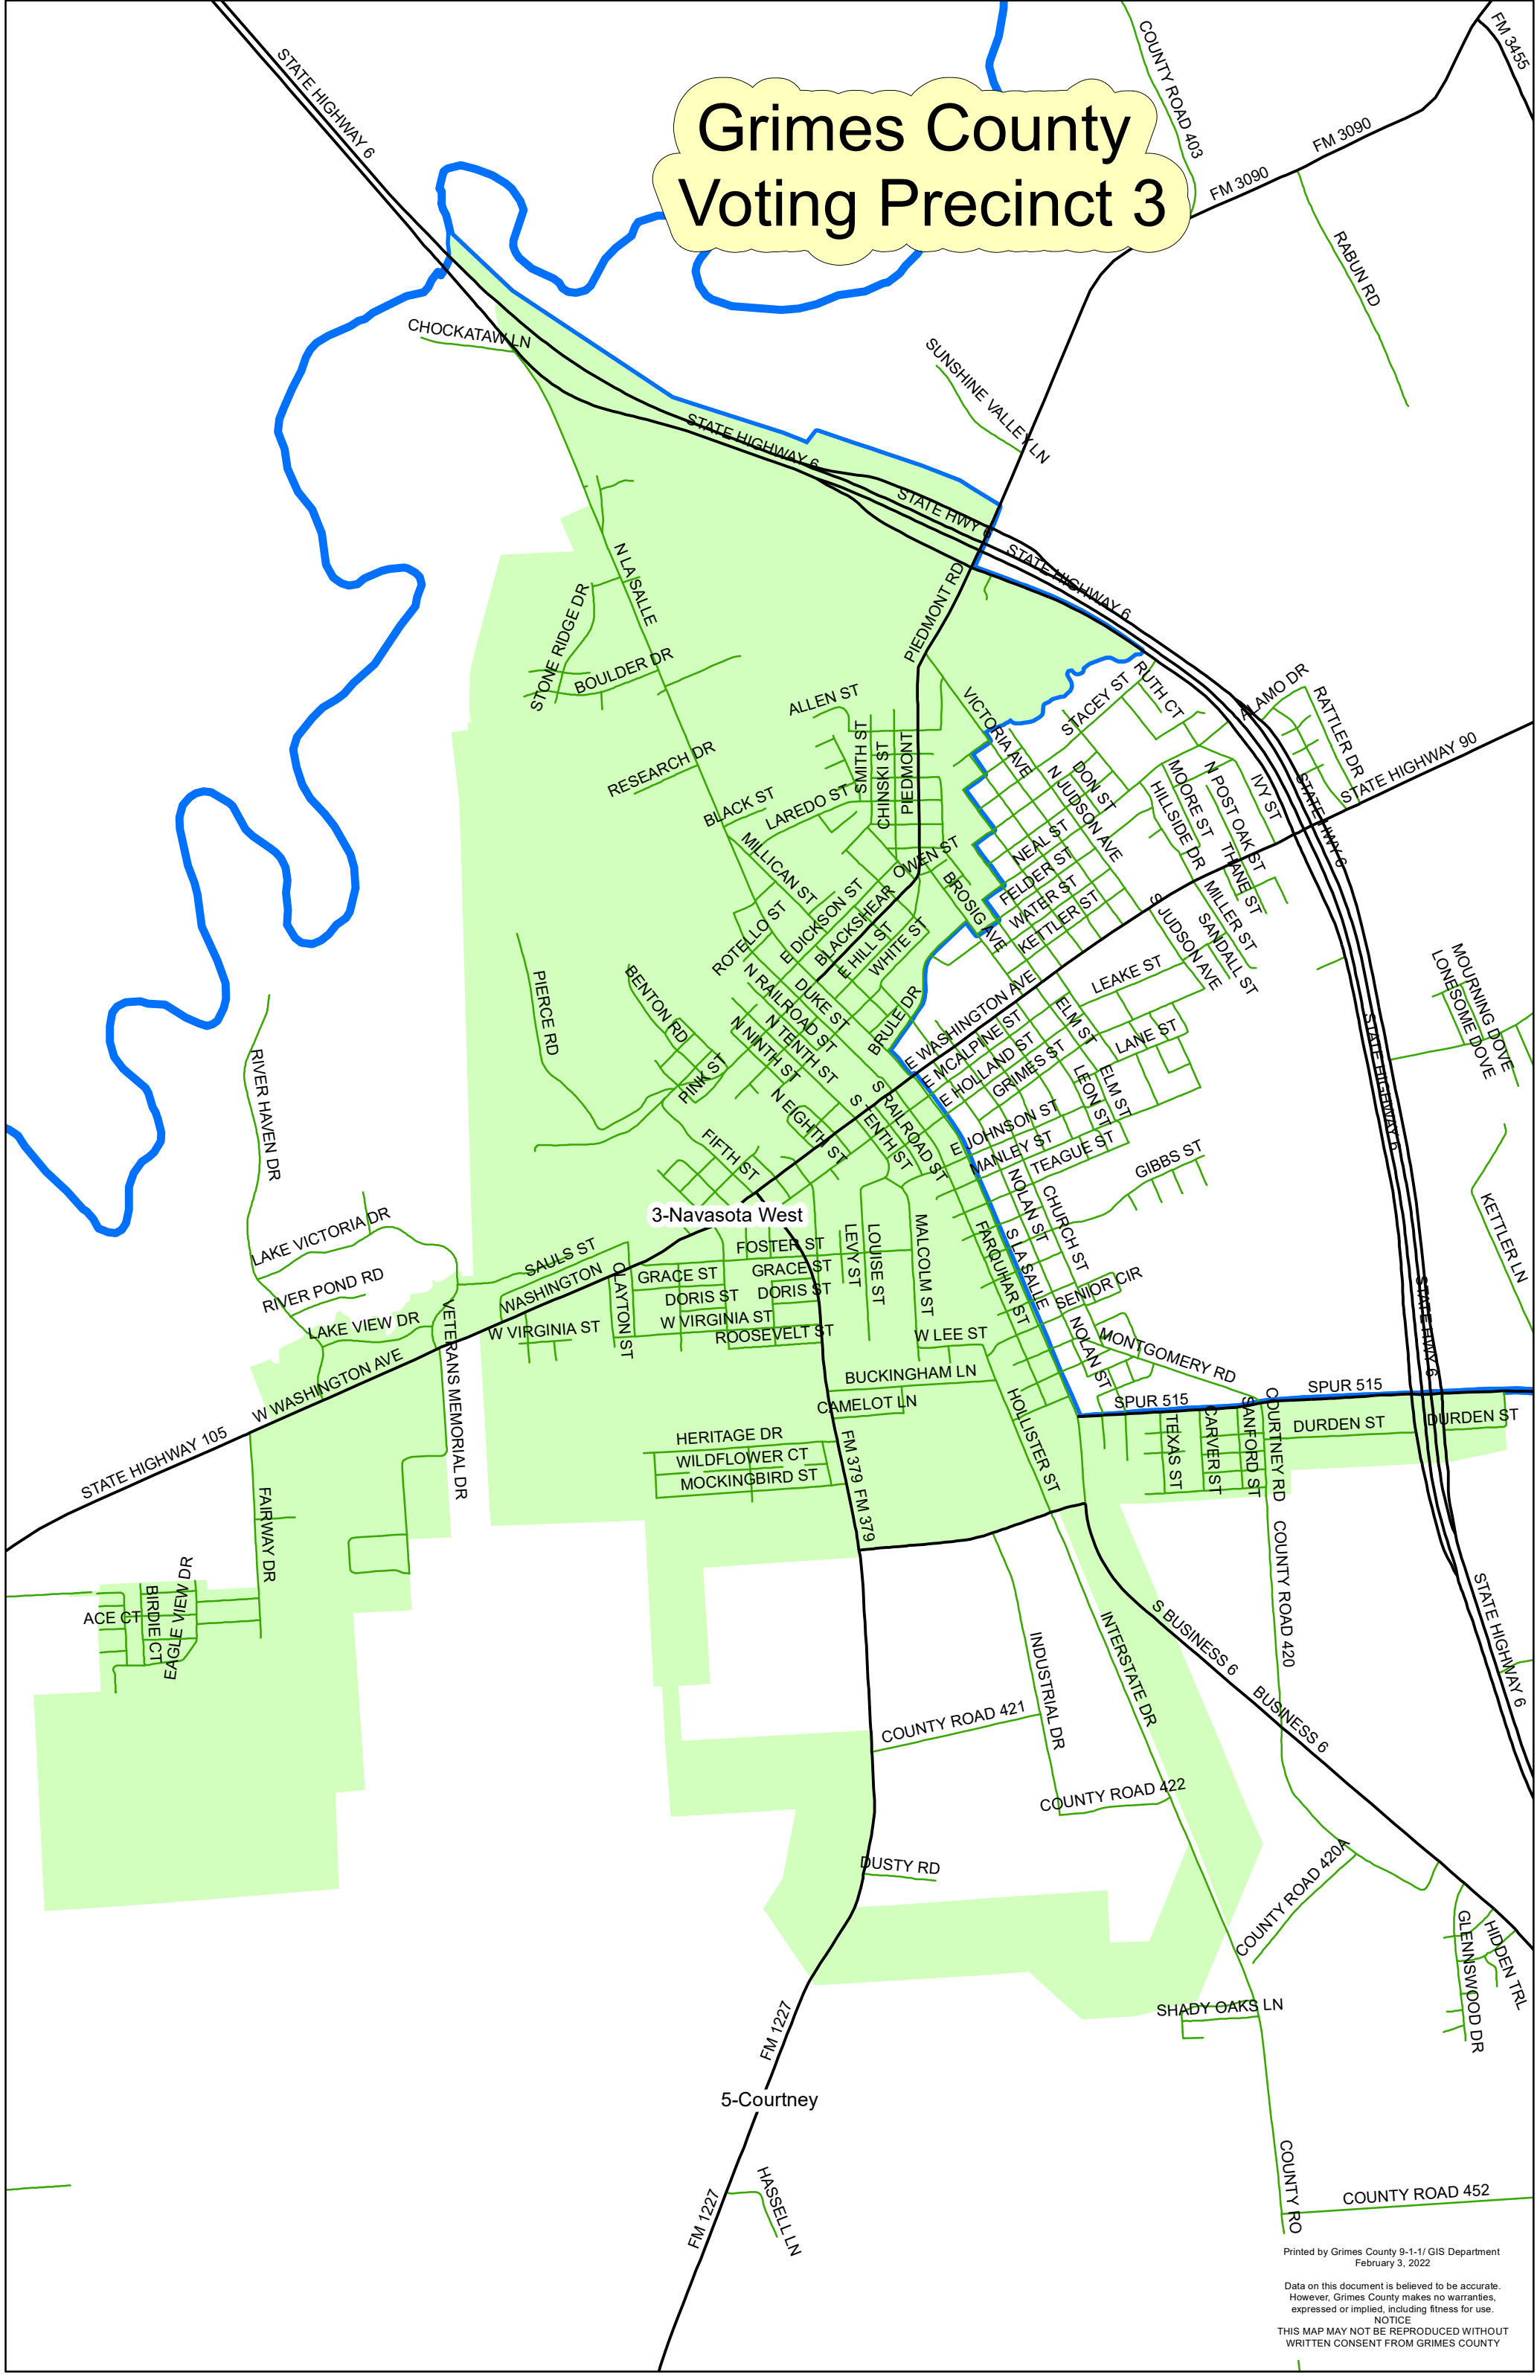 Grimes County
Voting Precinct 3
STATE HIGHWAY 6
COUNTY ROAD 403
FM 3455
FM 3090
FM 3090
RABUN RD
CHOCKATAW LN
SUNSHINE VALLEY LN
STATE HIGHWAY 6
STATE HWY 6
STATE HIGHWAY 6
N LA SALLE
STONE RIDGE DR
BOULDER DR
PIEDMONT RD
ALLEN ST
VICTORIA AVE
STACEY ST
RUTH CT
ALAMO DR
RATTLER DR
STATE HIGHWAY 90
RESEARCH DR
SMITH ST
CHINSKI ST
PIEDMONT
N JUDSON AVE
DON ST
MOORE ST
HILLSIDE DR
N POST OAK ST
IVY ST
STATE HWY 6
BLACK ST
LAREDO ST
MILLICAN ST
OWEN ST
BROSIG AVE
NEAL ST
FELDER ST
WATER ST
KETTLER ST
THANE ST
MILLER ST
SANDALL ST
S JUDSON AVE
ROTELLO ST
E DICKSON ST
BLACKSHEAR
E HILL ST
WHITE ST
N RAILROAD ST
DUKE ST
BRULE DR
LEAKE ST
MOURNING DOVE
LONESOME DOVE
PIERCE RD
BENTON RD
N NINTH ST
N TENTH ST
PINK ST
E WASHINGTON AVE
E MCALPINE ST
E HOLLAND ST
GRIMES ST
ELM ST
LANE ST
LEON ST
ELM ST
STATE HIGHWAY 6
RIVER HAVEN DR
N EIGHTH ST
S TENTH ST
S RAILROAD ST
FIFTH ST
E JOHNSON ST
MANLEY ST
TEAGUE ST
GIBBS ST
KETTLER LN
3-Navasota West
LAKE VICTORIA DR
RIVER POND RD
SAULS ST
WASHINGTON
FOSTER ST
LEVY ST
LOUISE ST
MALCOLM ST
FARQUHAR ST
NOLAN ST
CHURCH ST
S LA SALLE
SENIOR CIR
CLAYTON ST
GRACE ST
GRACE ST
DORIS ST
DORIS ST
LAKE VIEW DR
VETERANS MEMORIAL DR
W VIRGINIA ST
W VIRGINIA ST
ROOSEVELT ST
W LEE ST
NOLAN ST
MONTGOMERY RD
STATE HWY 6
W WASHINGTON AVE
BUCKINGHAM LN
CAMELOT LN
HOLLISTER ST
SPUR 515
SPUR 515
STATE HIGHWAY 105
HERITAGE DR
WILDFLOWER CT
MOCKINGBIRD ST
FM 379
FM 379
TEXAS ST
CARVER ST
SANFORD ST
COURTNEY RD
DURDEN ST
DURDEN ST
FAIRWAY DR
ACE CT
BIRDIE CT
EAGLE VIEW DR
INDUSTRIAL DR
INTERSTATE DR
S BUSINESS 6
BUSINESS 6
COUNTY ROAD 420
STATE HIGHWAY 6
COUNTY ROAD 421
COUNTY ROAD 422
DUSTY RD
COUNTY ROAD 420A
GLENNSWOOD DR
HIDDEN TRL
SHADY OAKS LN
FM 1227
5-Courtney
HASSELL LN
FM 1227
COUNTY RO
COUNTY ROAD 452
Printed by Grimes County 9-1-1/ GIS Department
February 3, 2022
Data on this document is believed to be accurate.
However, Grimes County makes no warranties,
expressed or implied, including fitness for use.
NOTICE
THIS MAP MAY NOT BE REPRODUCED WITHOUT
WRITTEN CONSENT FROM GRIMES COUNTY